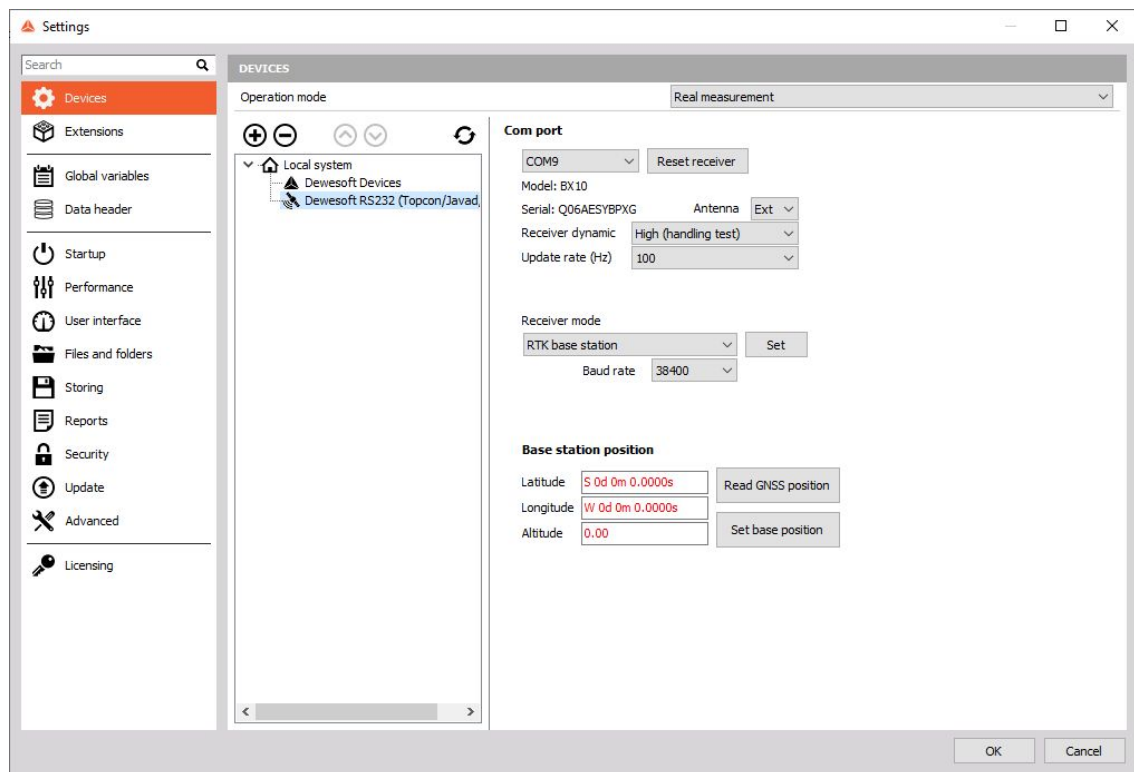 Settings
Search
DEVICES
Devices
Operation mode
Real measurement
Extensions
Global variables
Data header
Startup
Performance
User interface
Files and folders
Storing
Reports
Security
Update
Advanced
Licensing
Local system
Dewesoft Devices
Dewesoft RS232 (Topcon/Javad,
Com port
COM9
Reset receiver
Model: BX10
Serial: Q06AESYBPXG
Antenna
Ext
Receiver dynamic
High (handling test)
Update rate (Hz)
100
Receiver mode
RTK base station
Set
Baud rate
38400
Base station position
Latitude
S 0d 0m 0.0000s
Read GNSS position
Longitude
W 0d 0m 0.0000s
Altitude
0.00
Set base position
OK
Cancel